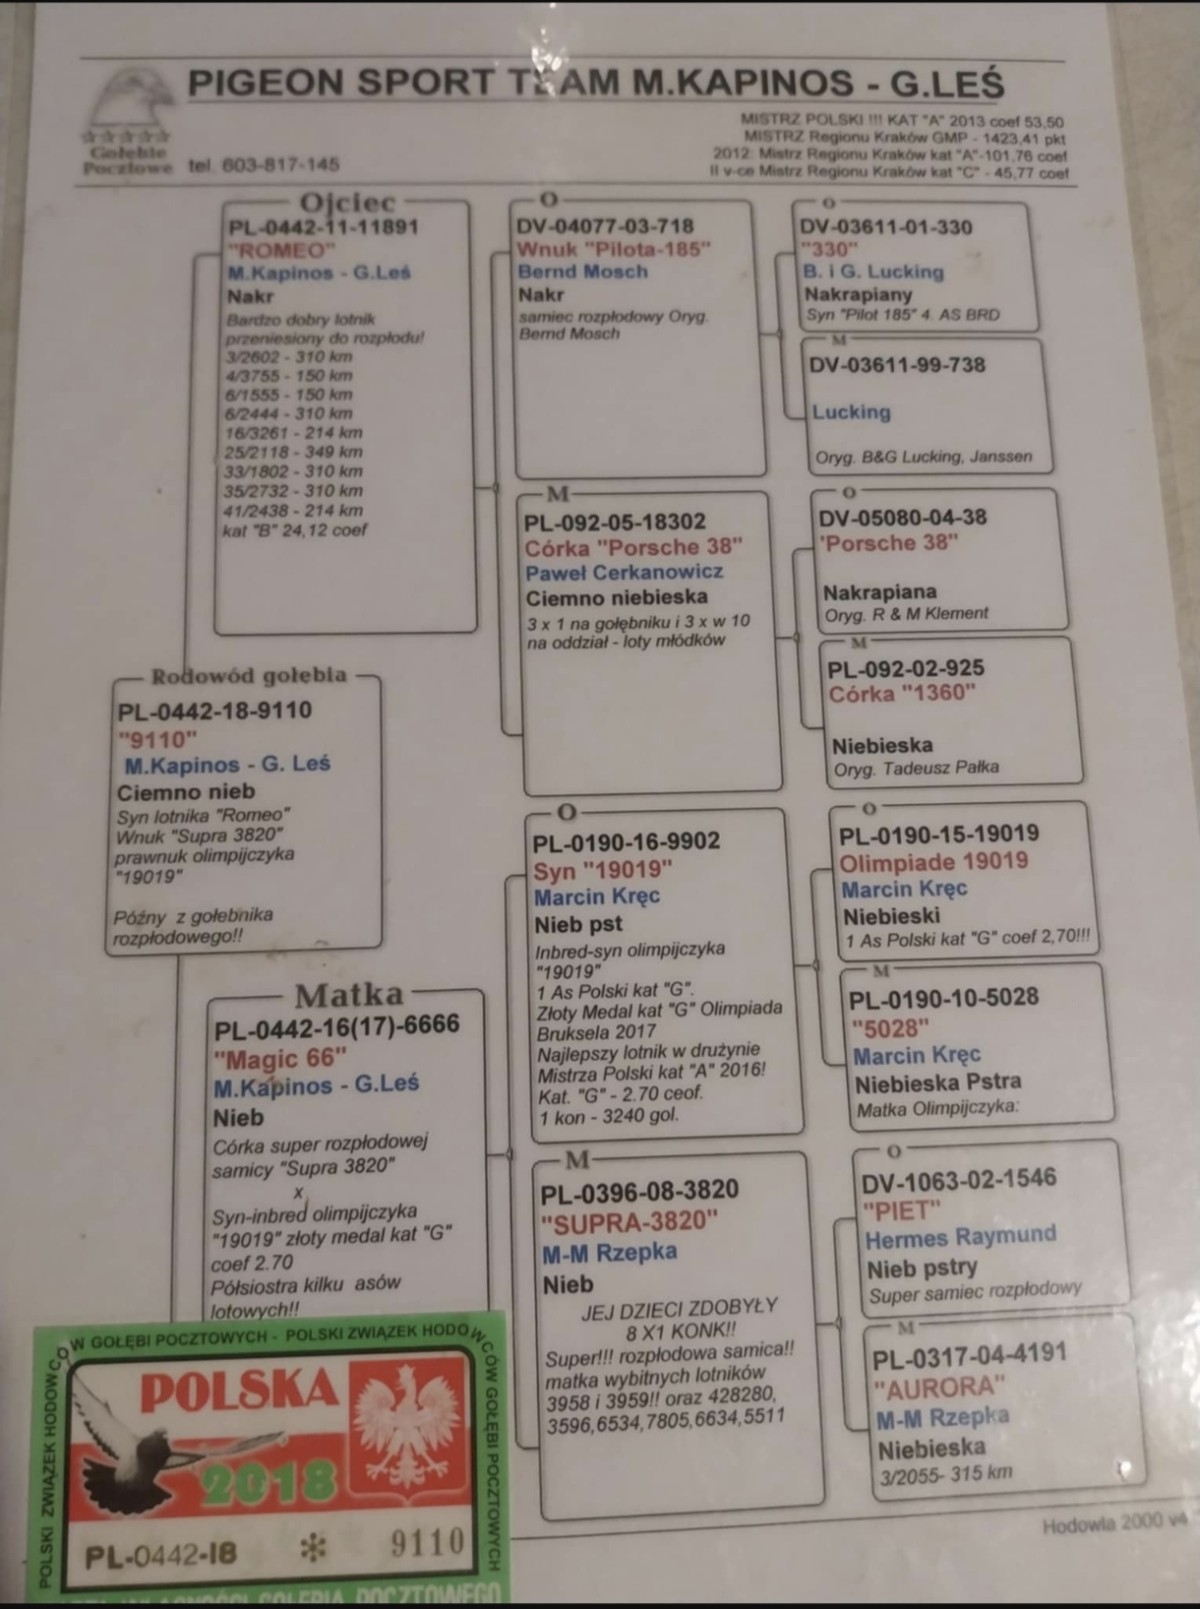 PIGEON SPORT TEAM M.KAPINOS - G.LEŚ
MISTRZ POLSKI !!! KAT "A" 2013 coef 53,50
MISTRZ Regionu Kraków GMP - 1423,41 pkt
2012: Mistrz Regionu Kraków kat "A"-101,76 coef
II v-ce Mistrz Regionu Kraków kat "C" - 45,77 coef
Gołębie
Pocztowe
tel. 603-817-145
Ojciec
PL-0442-11-11891
"ROMEO"
M.Kapinos - G.Leś
Nakr
Bardzo dobry lotnik
przeniesiony do rozpłodu!
3/2602 - 310 km
4/3755 - 150 km
6/1555 - 150 km
6/2444 - 310 km
16/3261 - 214 km
25/2118 - 349 km
33/1802 - 310 km
35/2732 - 310 km
41/2438 - 214 km
kat "B" 24,12 coef
O
DV-04077-03-718
Wnuk "Pilota-185"
Bernd Mosch
Nakr
samiec rozpłodowy Oryg.
Bernd Mosch
O
DV-03611-01-330
"330"
B. i G. Lucking
Nakrapiany
Syn "Pilot 185" 4. AS BRD
M
DV-03611-99-738
Lucking
Oryg. B&G Lucking, Janssen
M
PL-092-05-18302
Córka "Porsche 38"
Paweł Cerkanowicz
Ciemno niebieska
3 x 1 na gołębniku i 3 x w 10
na oddział - loty młódków
O
DV-05080-04-38
'Porsche 38"
Nakrapiana
Oryg. R & M Klement
M
PL-092-02-925
Córka "1360"
Niebieska
Oryg. Tadeusz Pałka
Rodowód gołebia
PL-0442-18-9110
"9110"
M.Kapinos - G. Leś
Ciemno nieb
Syn lotnika "Romeo"
Wnuk "Supra 3820"
prawnuk olimpijczyka
"19019"
Późny z gołebnika
rozpłodowego!!
Matka
PL-0442-16(17)-6666
"Magic 66"
M.Kapinos - G.Leś
Nieb
Córka super rozpłodowej
samicy "Supra 3820"
x
Syn-inbred olimpijczyka
"19019" złoty medal kat "G"
coef 2.70
Półsiostra kilku asów
lotowych!!
O
PL-0190-16-9902
Syn "19019"
Marcin Kręc
Nieb pst
Inbred-syn olimpijczyka
"19019"
1 As Polski kat "G".
Złoty Medal kat "G" Olimpiada
Bruksela 2017
Najlepszy lotnik w drużynie
Mistrza Polski kat "A" 2016!
Kat. "G" - 2.70 ceof.
1 kon - 3240 gol.
O
PL-0190-15-19019
Olimpiade 19019
Marcin Kręc
Niebieski
1 As Polski kat "G" coef 2,70!!!
M
PL-0190-10-5028
"5028"
Marcin Kręc
Niebieska Pstra
Matka Olimpijczyka:
M
PL-0396-08-3820
"SUPRA-3820"
M-M Rzepka
Nieb
JEJ DZIECI ZDOBYŁY
8 X1 KONK!!
Super!!! rozpłodowa samica!!
matka wybitnych lotników
3958 i 3959!! oraz 428280,
3596,6534,7805,6634,5511
O
DV-1063-02-1546
"PIET"
Hermes Raymund
Nieb pstry
Super samiec rozpłodowy
M
PL-0317-04-4191
"AURORA"
M-M Rzepka
Niebieska
3/2055- 315 km
Hodowla 2000 v4
POLSKI ZWIĄZEK HODOWCÓW GOŁĘBI POCZTOWYCH - POLSKI ZWIĄZEK HODOWCÓW GOŁĘBI POCZTOWYCH
POLSKA
2018
PL-0442-18 * 9110
GOŁĘBIA POCZTOWEGO